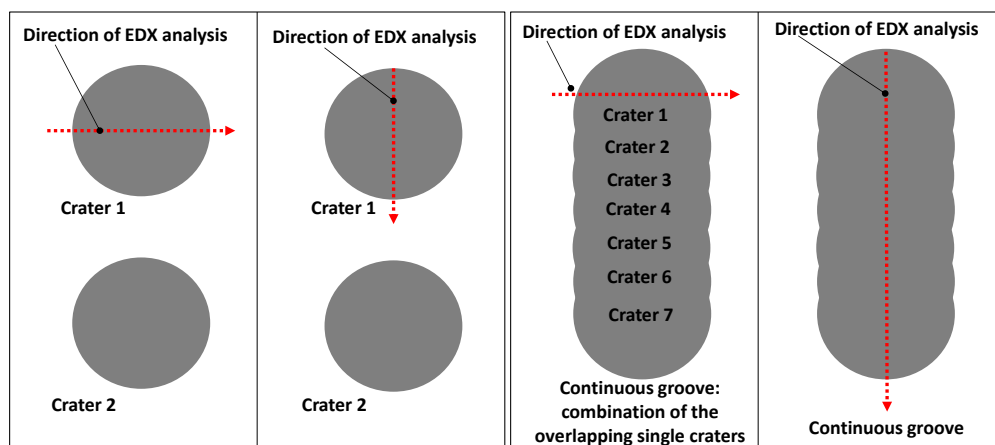 Direction of EDX analysis
Crater 1
Crater 2
Direction of EDX analysis
Crater 1
Crater 2
Direction of EDX analysis
Crater 1
Crater 2
Crater 3
Crater 4
Crater 5
Crater 6
Crater 7
Continuous groove:
combination of the
overlapping single craters
Direction of EDX analysis
Continuous groove